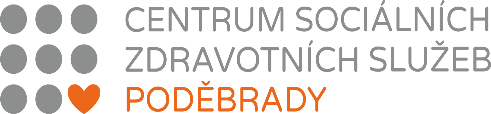 CENTRUM SOCIÁLNÍCH
ZDRAVOTNÍCH SLUŽEB
PODĚBRADY